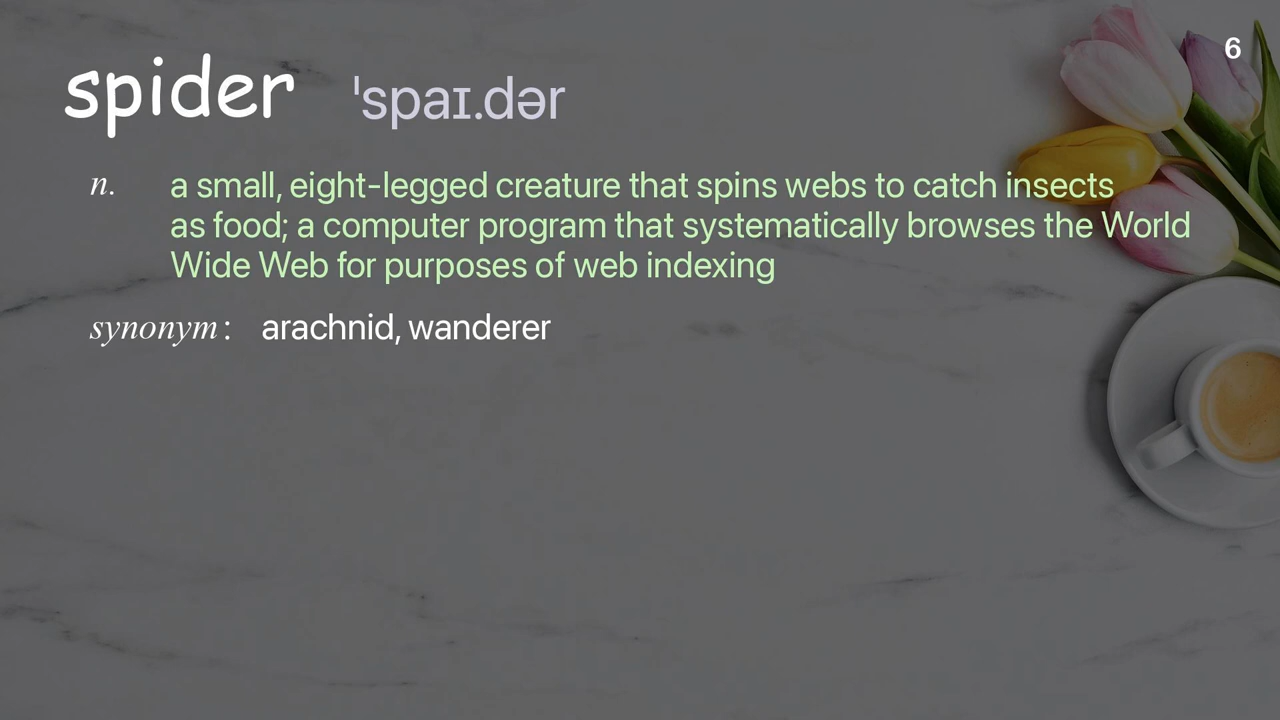 6
spider ˈspaɪ.dər
n. a small, eight-legged creature that spins webs to catch insects
as food; a computer program that systematically browses the World
Wide Web for purposes of web indexing
synonym: arachnid, wanderer